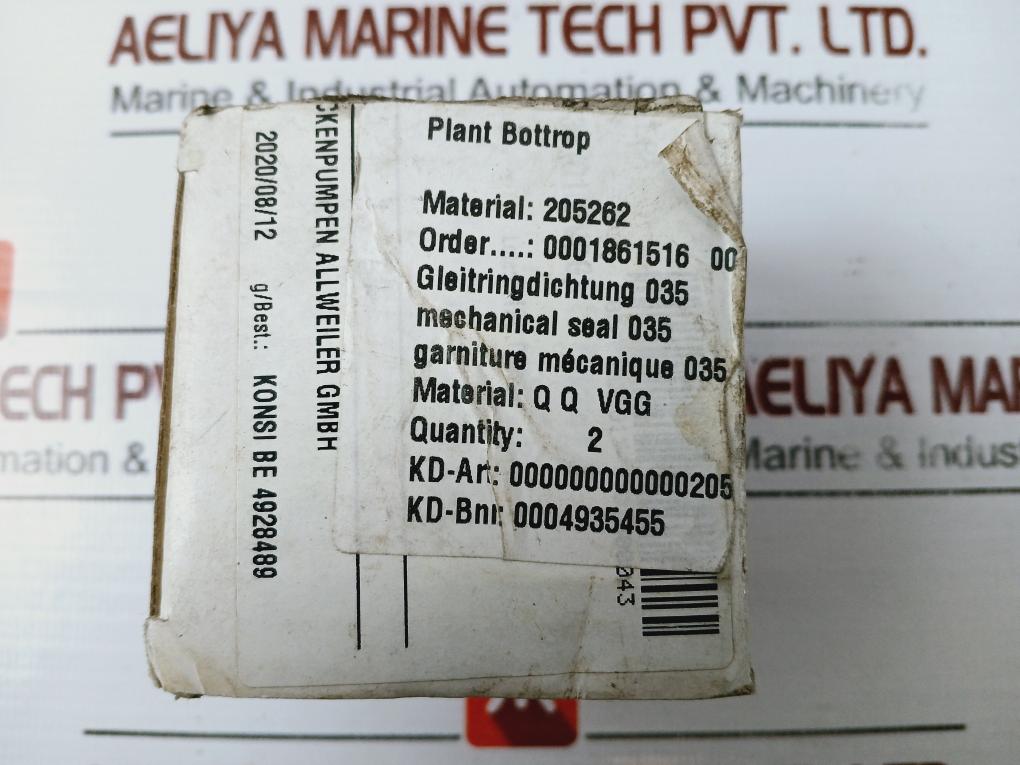 AELIYA MARINE TECH PVT. LTD.
Marine & Industrial Automation & Machinery
Plant Bottrop
Material: 205262
Order....: 0001861516 00
Gleitringdichtung 035
mechanical seal 035
garniture mécanique 035
Material: Q Q VGG
Quantity: 2
KD-Art: 000000000000205
KD-Bnr: 0004935455
CKENPUMPEN ALLWEILER GMBH
2020/08/12 g/Best.: KONSI BE 4928489
043
ECH PV
mation &
AELIYA MAR
Marine & Indus